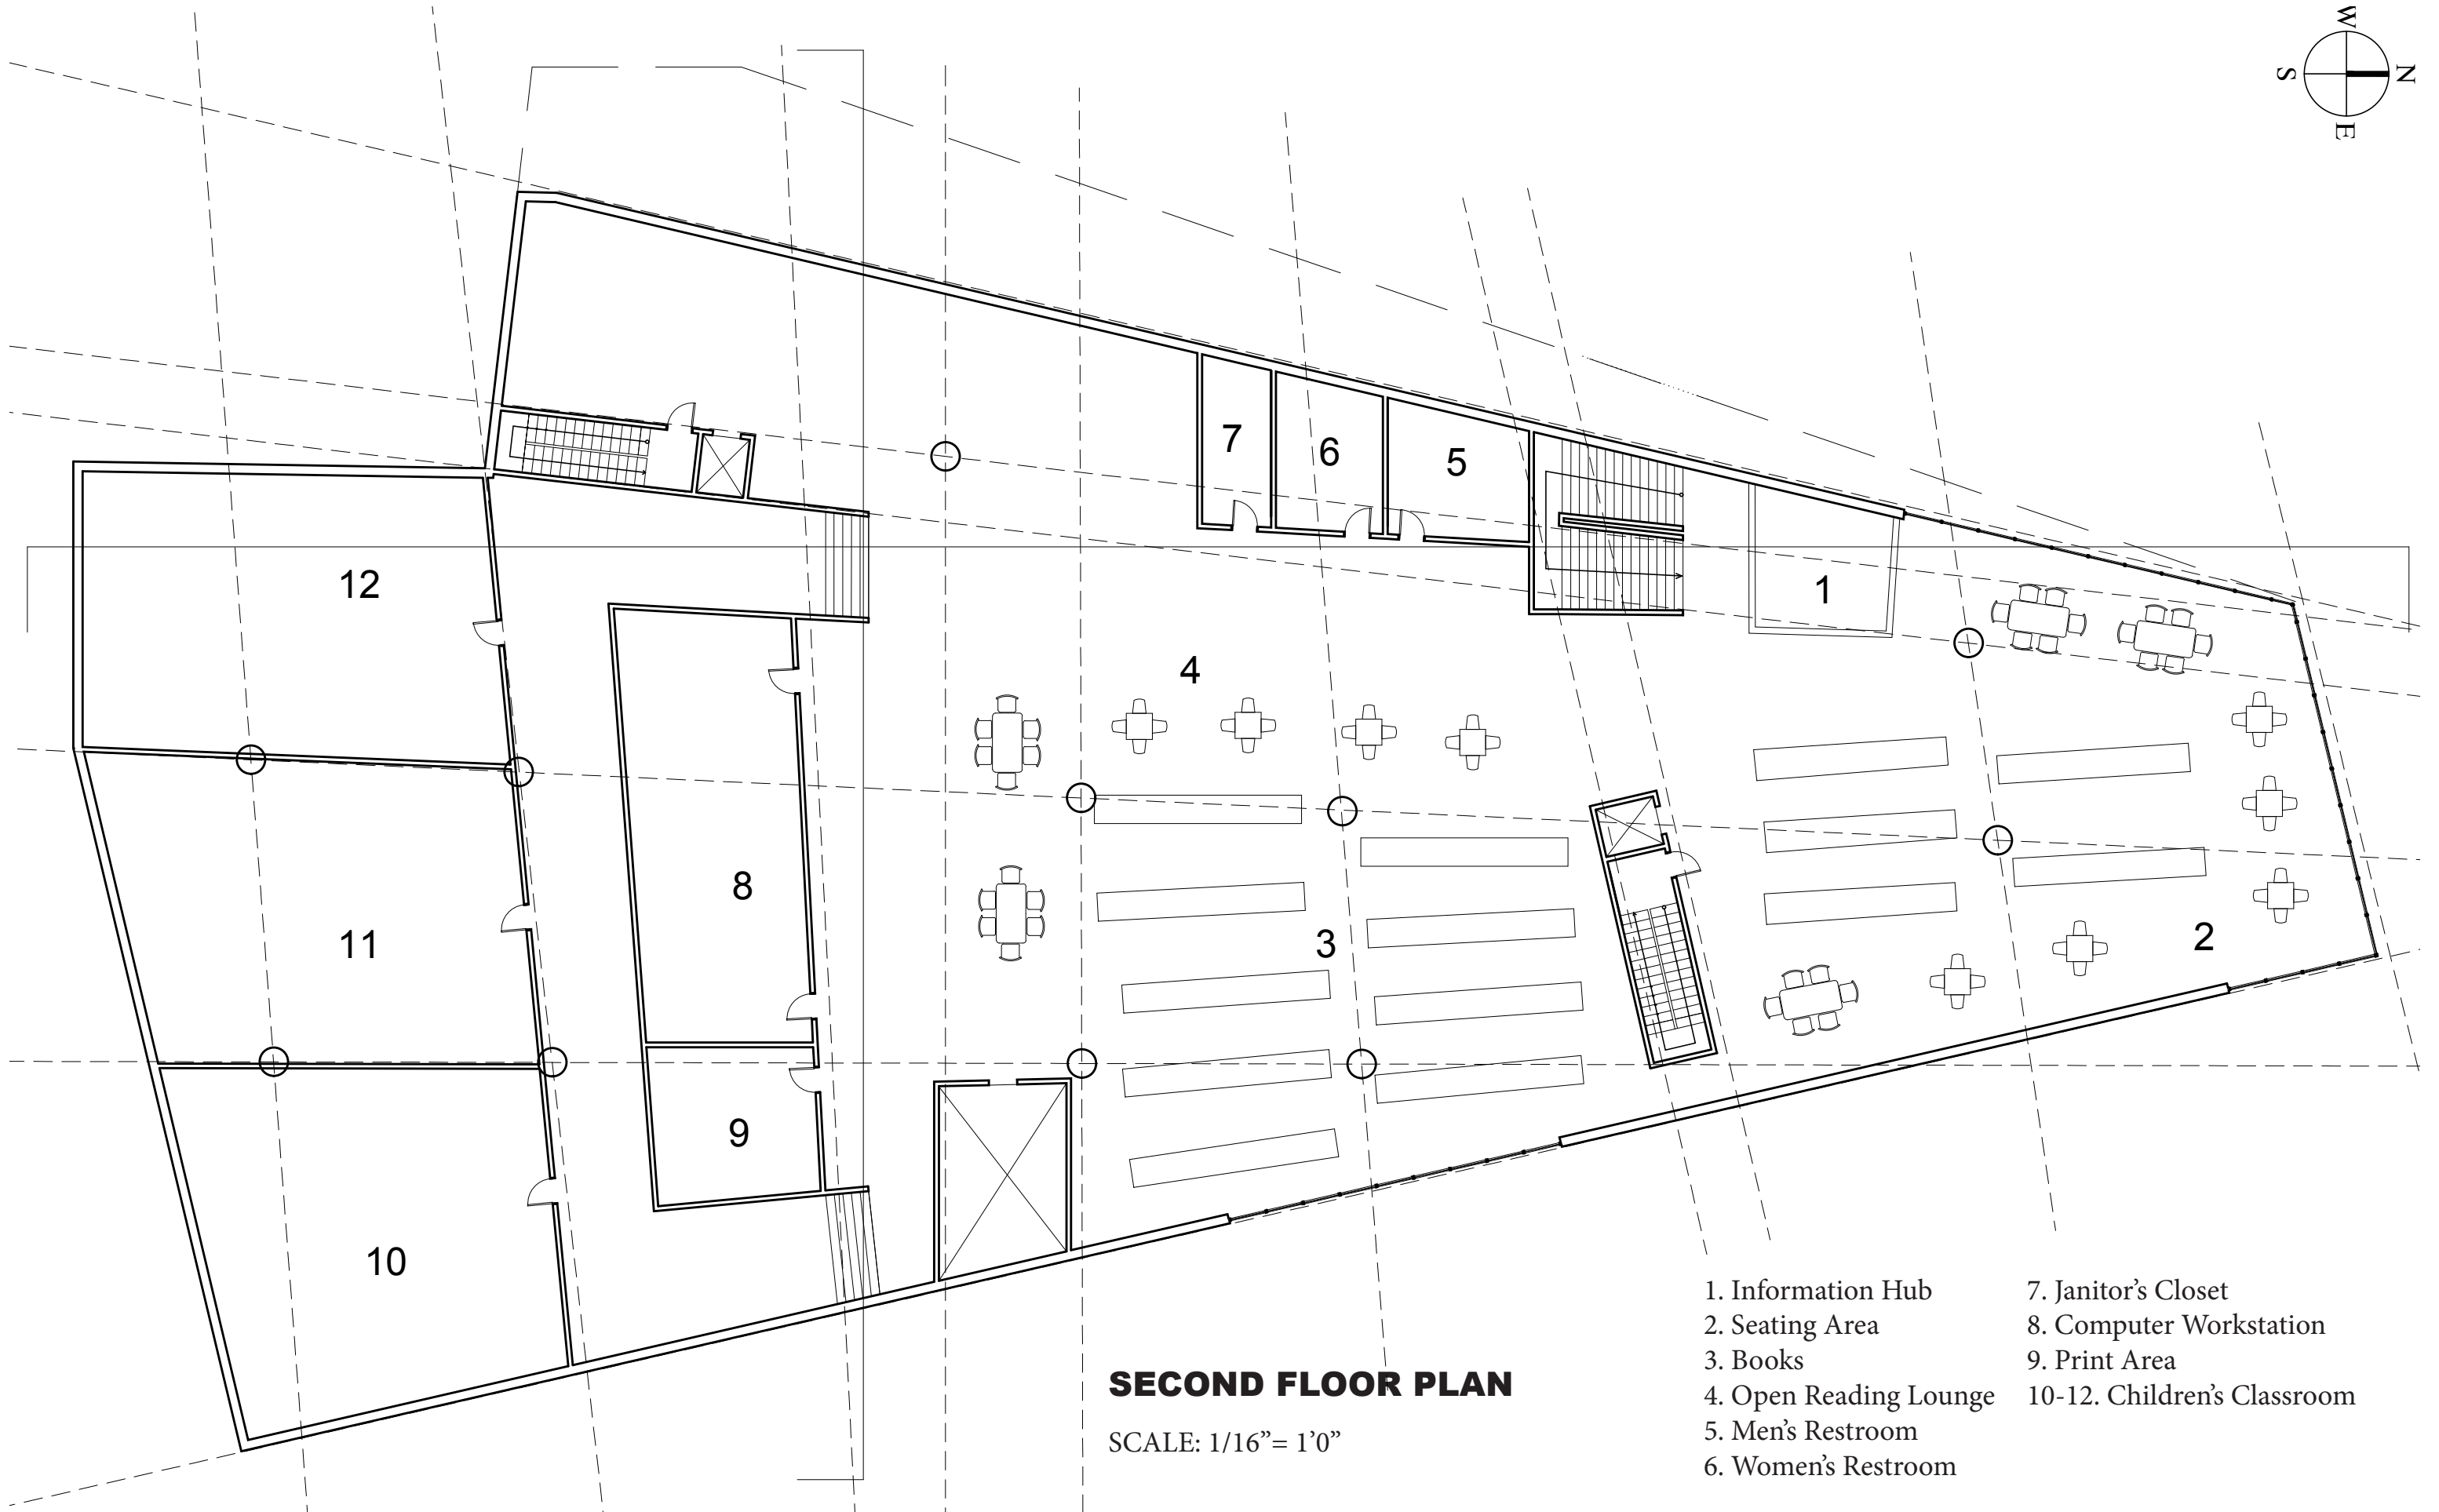 W
N
S
E
7
6
5
12
1
4
8
11
3
2
9
10
SECOND FLOOR PLAN
SCALE: 1/16”= 1’0”
1. Information Hub
2. Seating Area
3. Books
4. Open Reading Lounge
5. Men’s Restroom
6. Women’s Restroom
7. Janitor’s Closet
8. Computer Workstation
9. Print Area
10-12. Children’s Classroom